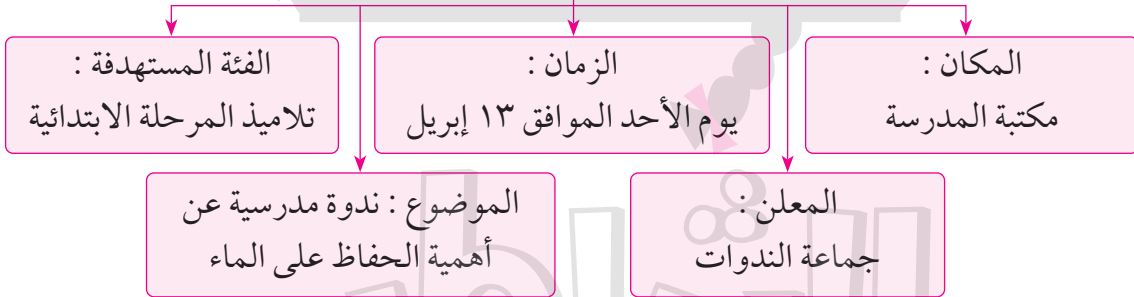 المكان :
مكتبة المدرسة
الزمان :
يوم الأحد الموافق ١٣ إبريل
الفئة المستهدفة :
تلاميذ المرحلة الابتدائية
المعلن :
جماعة الندوات
الموضوع : ندوة مدرسية عن
أهمية الحفاظ على الماء